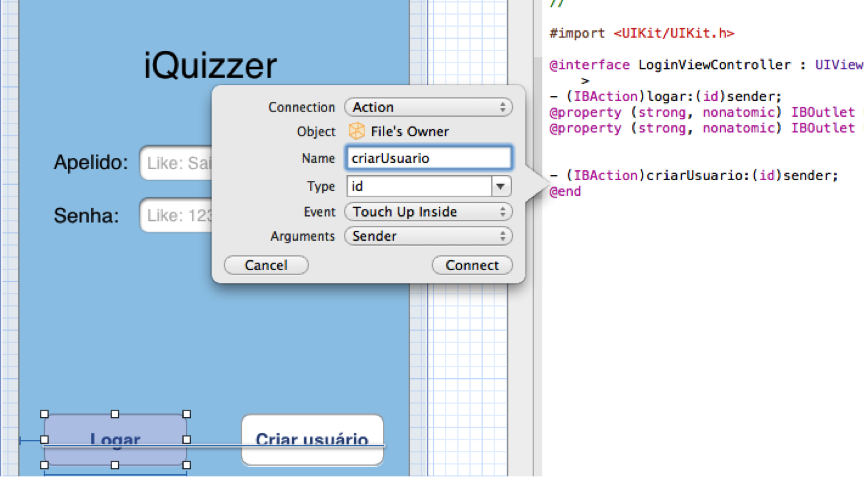 iQuizzer
Apelido: Like: Sai
Senha: Like: 123
Connection Action
Object File's Owner
Name criarUsuario
Type id
Event Touch Up Inside
Arguments Sender
Cancel Connect
Logar Criar usuário
//
#import <UIKit/UIKit.h>
@interface LoginViewController : UIView
>
- (IBAction)logar:(id)sender;
@property (strong, nonatomic) IBOutlet
@property (strong, nonatomic) IBOutlet
- (IBAction)criarUsuario:(id)sender;
@end